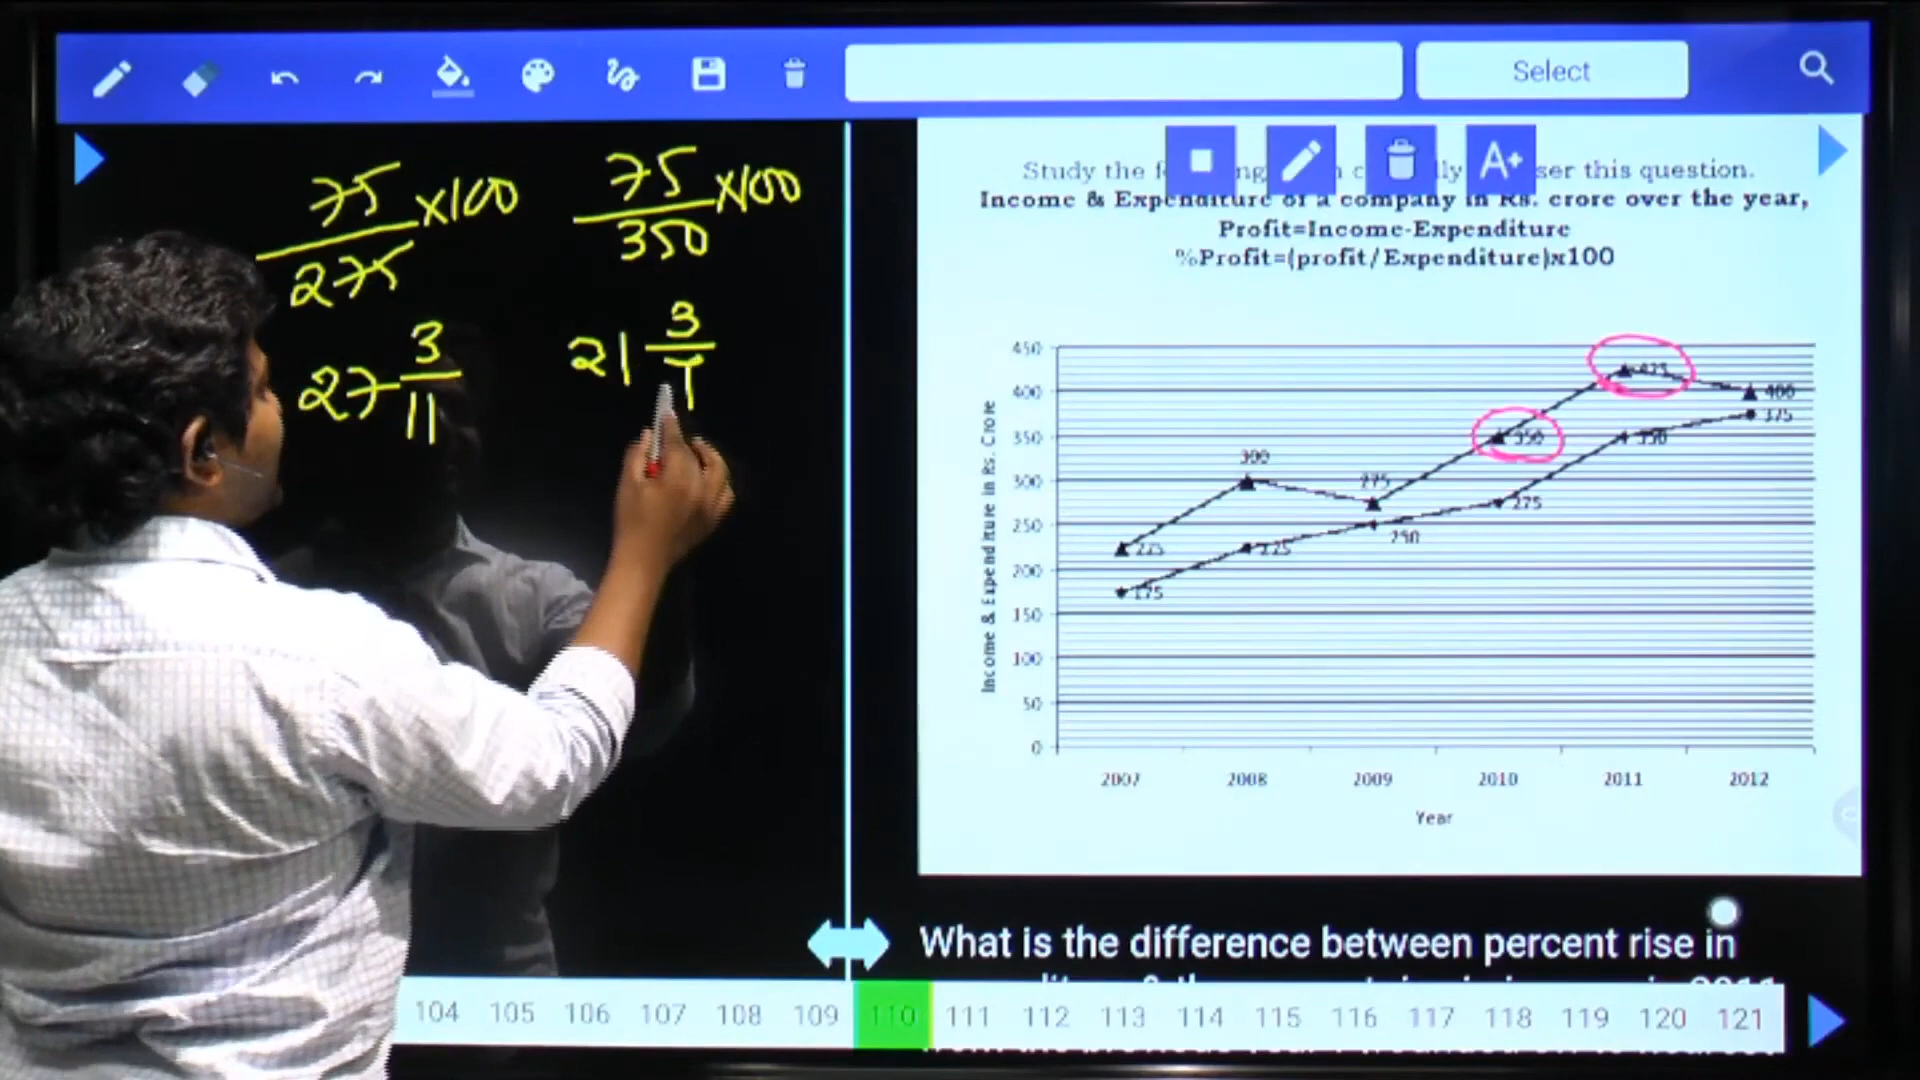 Select
75/275 x100
75/350 x100
27 3/11
21 3/7
Study the f ng c lly ser this question.
Income & Expenditure of a company in Rs. crore over the year,
Profit=Income-Expenditure
%Profit=(profit/Expenditure)x100
A+
Income & Expenditure in Rs. Crore
450
400
350
300
250
200
150
100
50
0
225
300
275
350
425
400
175
225
250
275
350
375
2007 2008 2009 2010 2011 2012
Year
What is the difference between percent rise in
104 105 106 107 108 109 110 111 112 113 114 115 116 117 118 119 120 121